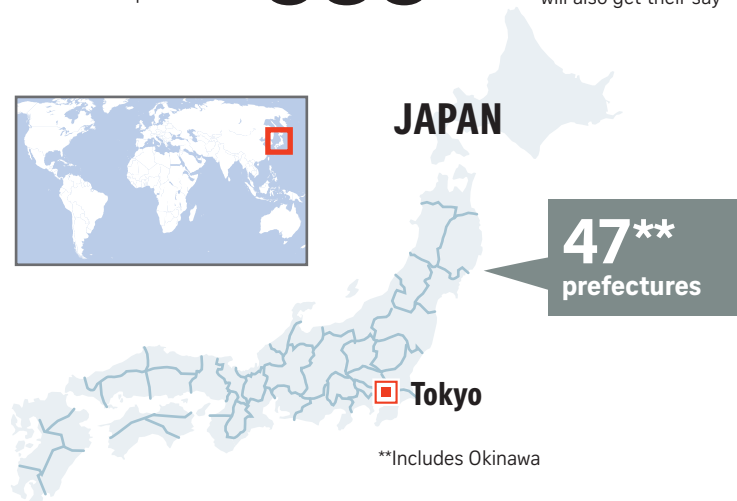 will also get their say
JAPAN
47**
prefectures
Tokyo
**Includes Okinawa